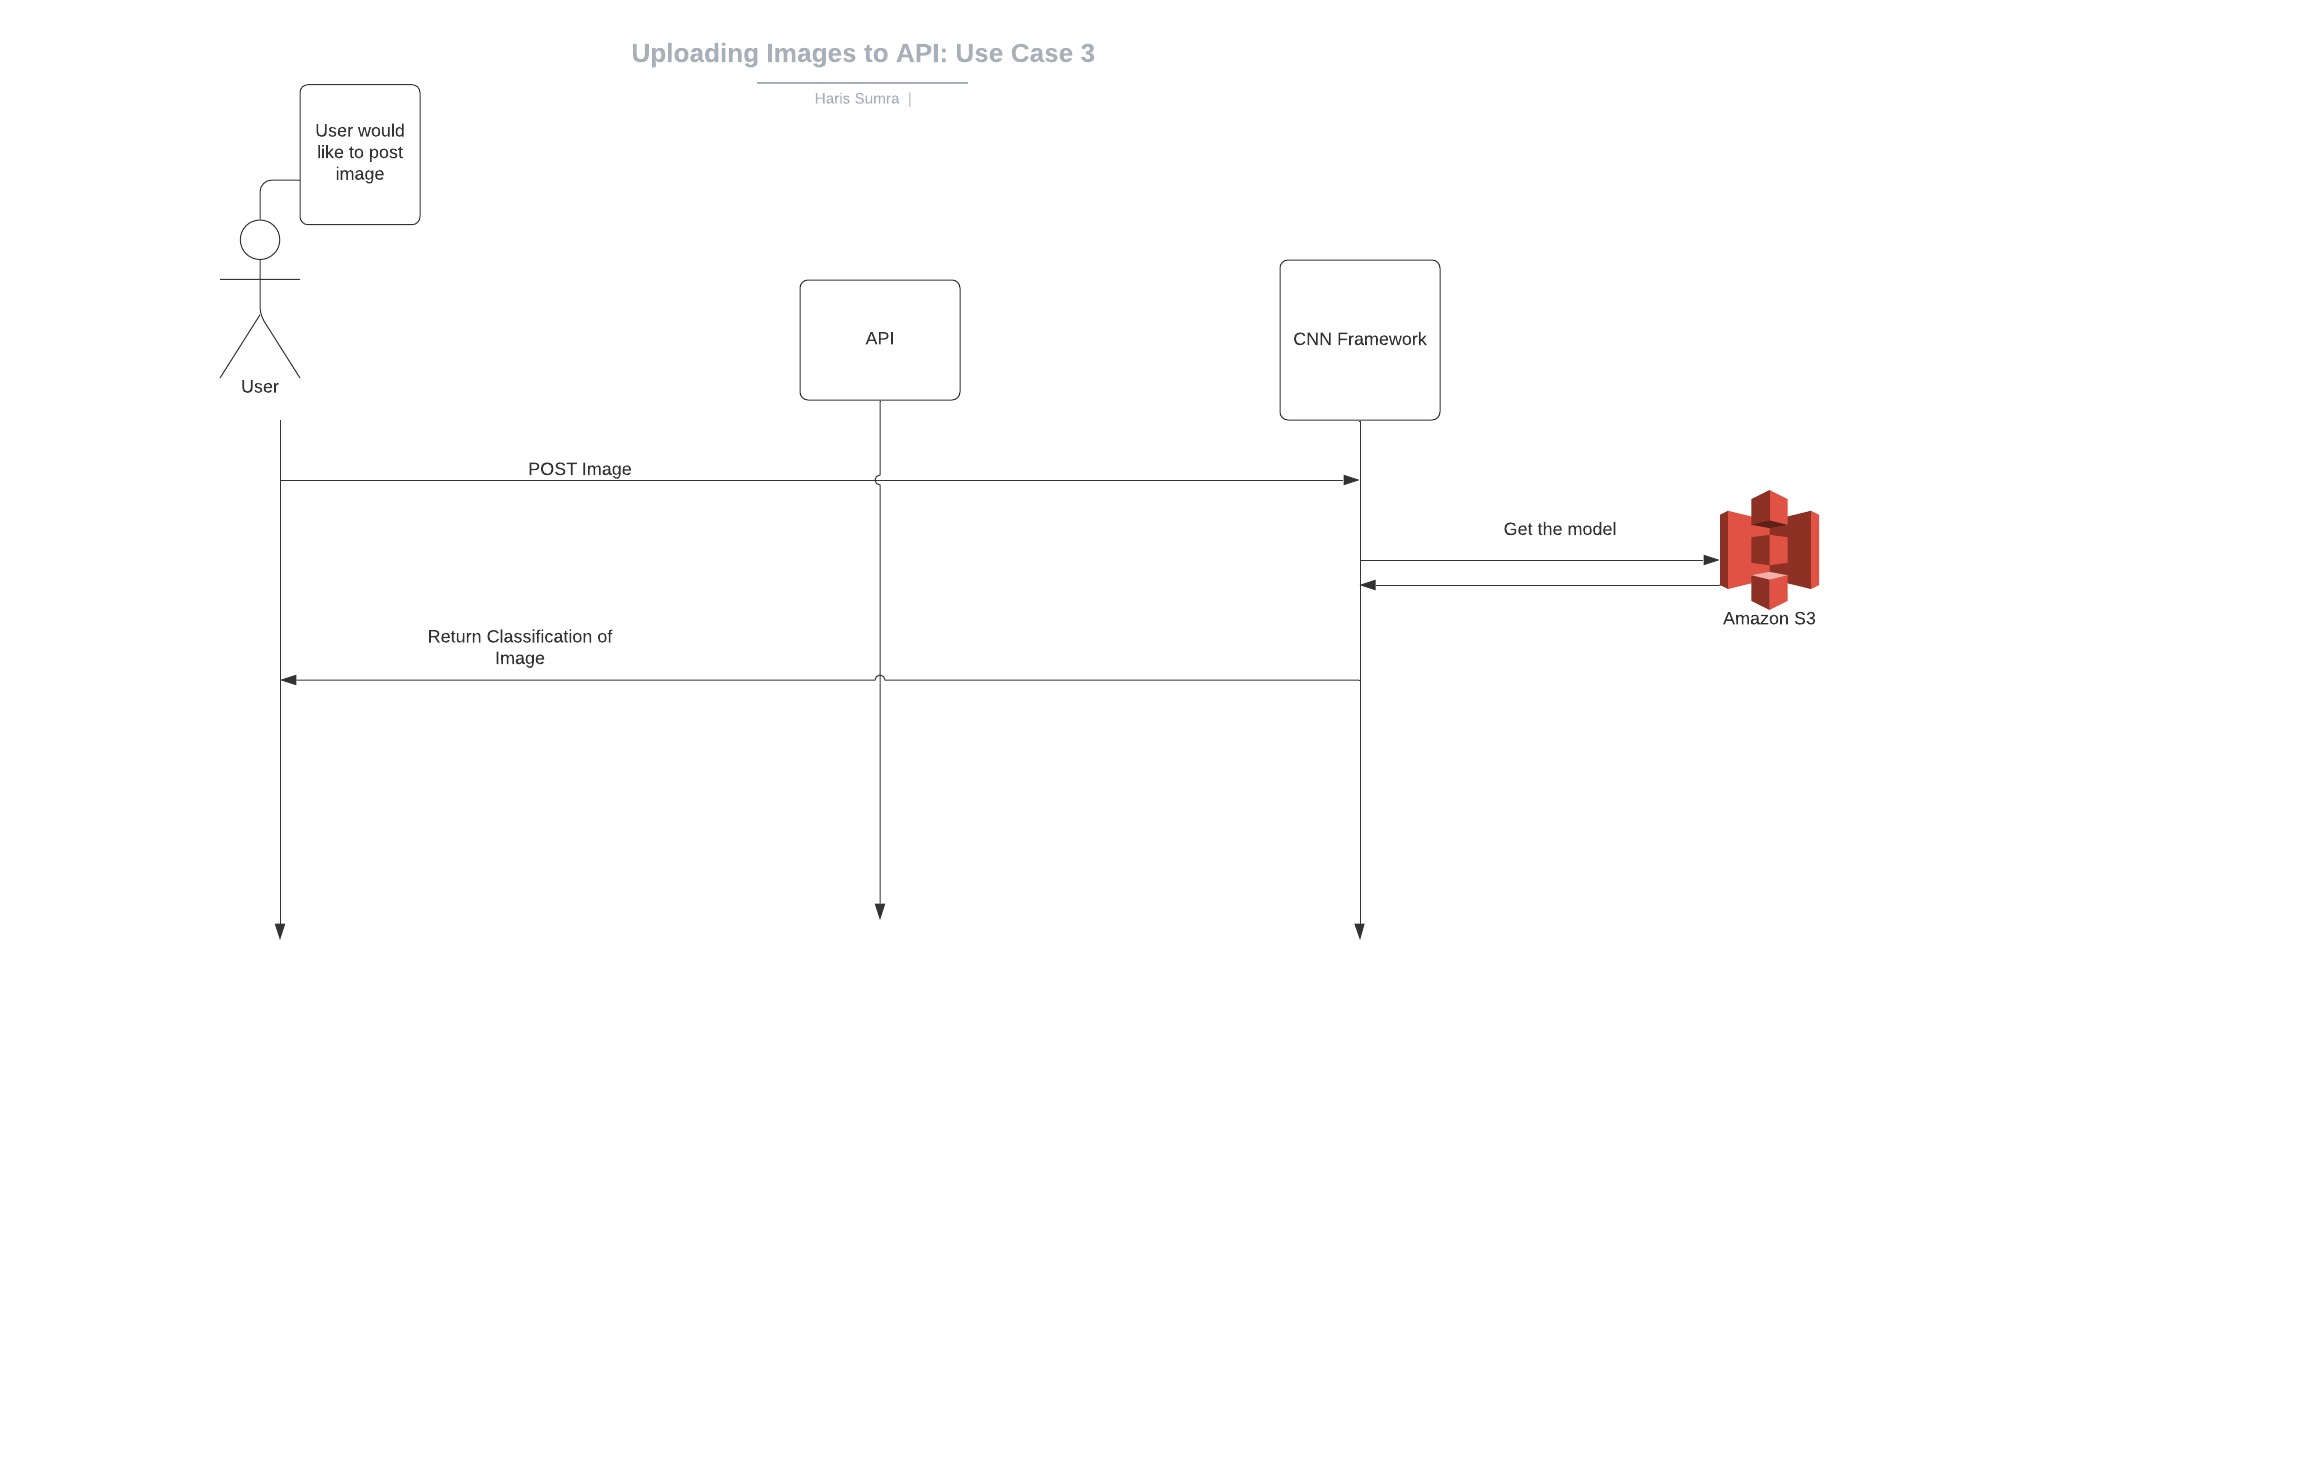 Uploading Images to API: Use Case 3
Haris Sumra |
User would
like to post
image
User
API
CNN Framework
POST Image
Get the model
Amazon S3
Return Classification of
Image